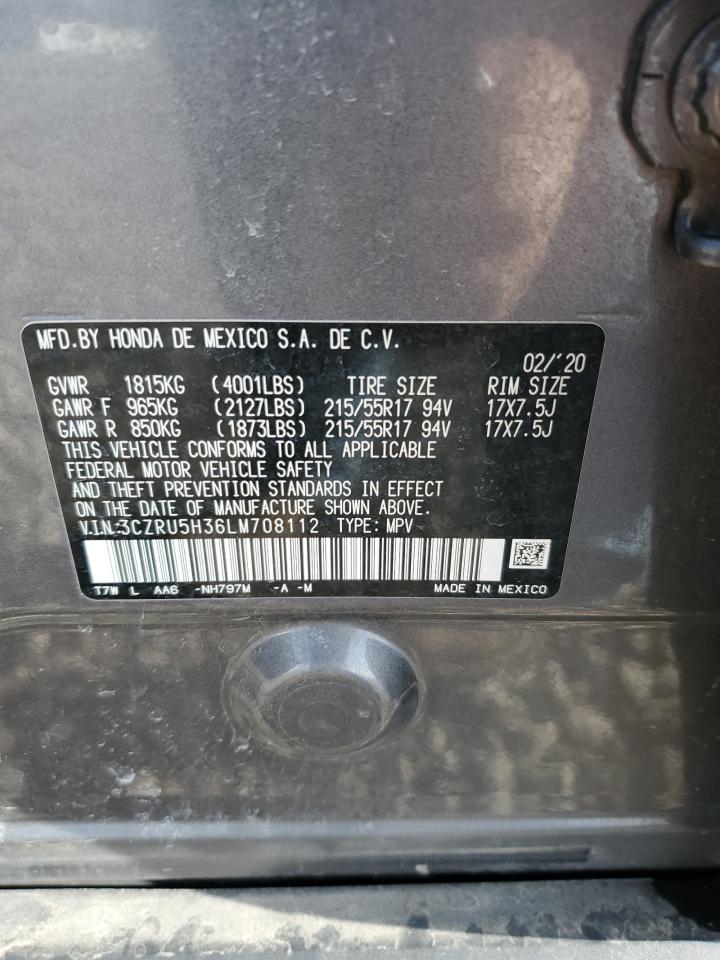 MFD.BY HONDA DE MEXICO S.A. DE C.V.
02/'20
GVWR 1815KG (4001LBS) TIRE SIZE RIM SIZE
GAWR F 965KG (2127LBS) 215/55R17 94V 17X7.5J
GAWR R 850KG (1873LBS) 215/55R17 94V 17X7.5J
THIS VEHICLE CONFORMS TO ALL APPLICABLE
FEDERAL MOTOR VEHICLE SAFETY
AND THEFT PREVENTION STANDARDS IN EFFECT
ON THE DATE OF MANUFACTURE SHOWN ABOVE.
V.I.N:3CZRU5H36LM708112 TYPE: MPV
T7W L AA6 -NH797M -A -M MADE IN MEXICO